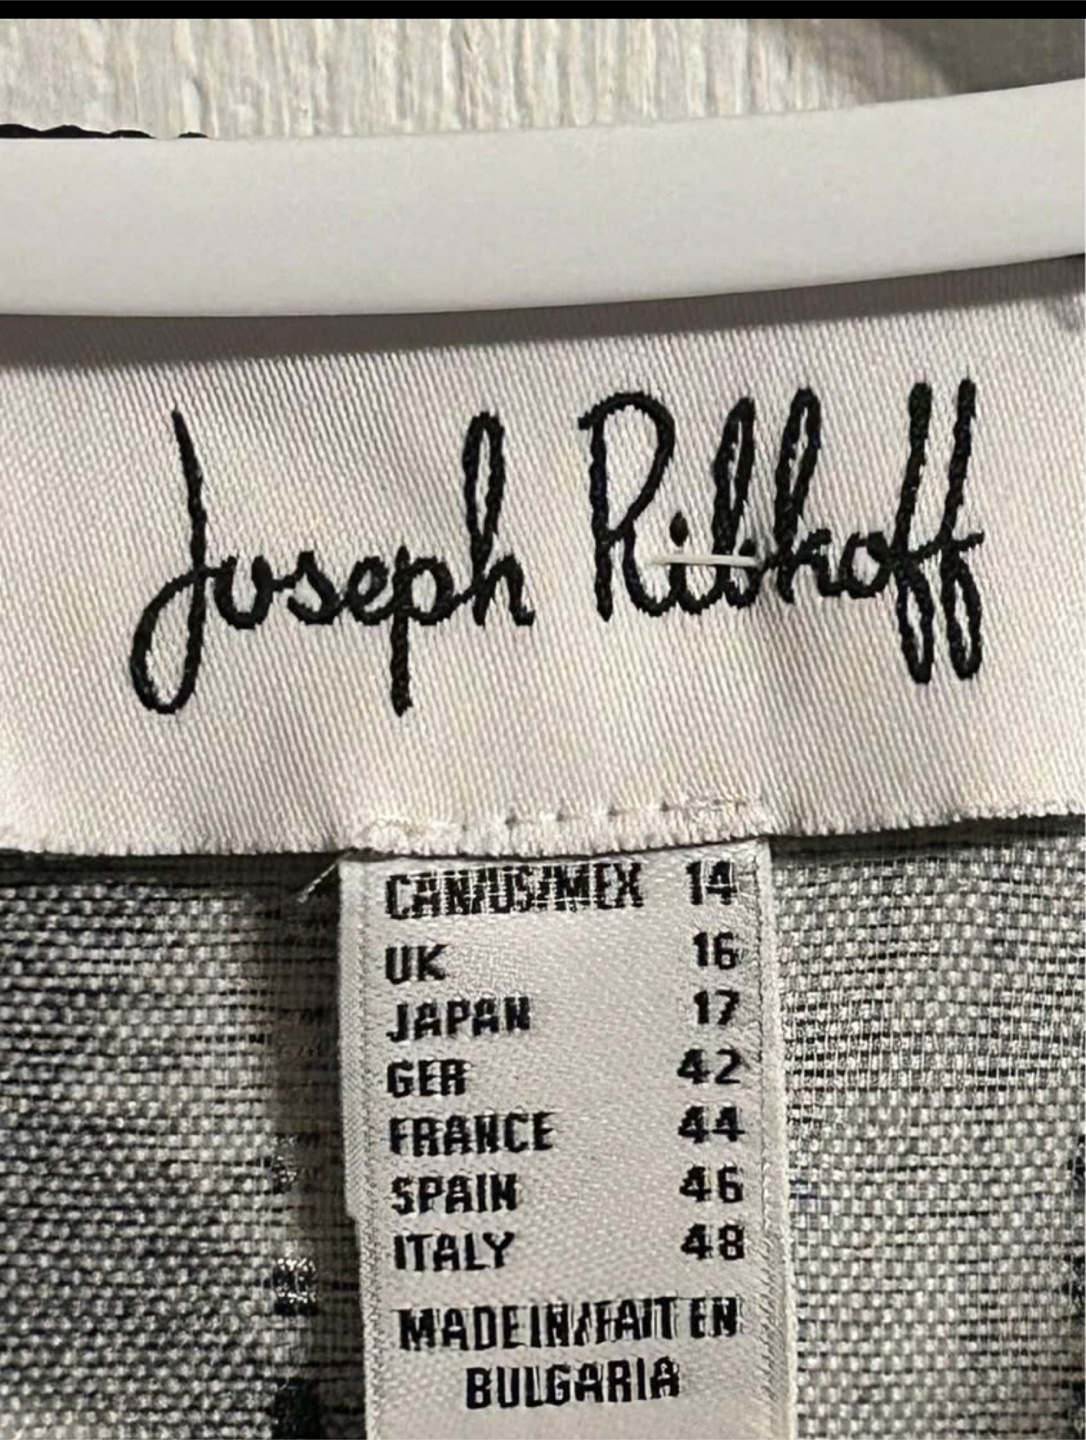 Joseph Ribkoff
CAN/US/MEX 14
UK 16
JAPAN 17
GER 42
FRANCE 44
SPAIN 46
ITALY 48
MADE IN/FAIT EN
BULGARIA